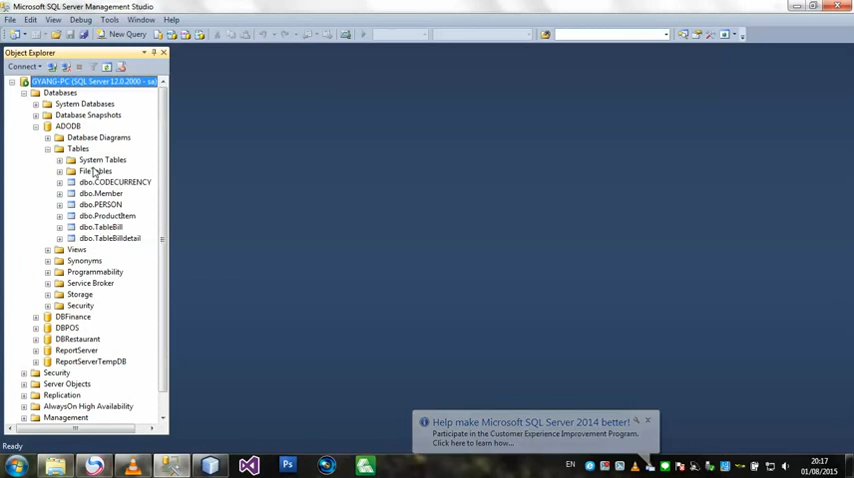 Microsoft SQL Server Management Studio
File Edit View Debug Tools Window Help
New Query
Object Explorer
Connect
GYANG-PC (SQL Server 12.0.2000 - sa)
Databases
System Databases
Database Snapshots
ADODB
Database Diagrams
Tables
System Tables
FileTables
dbo.CODECURRENCY
dbo.Member
dbo.PERSON
dbo.ProductItem
dbo.TableBill
dbo.TableBilldetail
Views
Synonyms
Programmability
Service Broker
Storage
Security
DBFinance
DBPOS
DBRestaurant
ReportServer
ReportServerTempDB
Security
Server Objects
Replication
AlwaysOn High Availability
Management
Help make Microsoft SQL Server 2014 better!
Participate in the Customer Experience Improvement Program.
Click here to learn how...
Ready
Ps
EN
20:17
01/08/2015